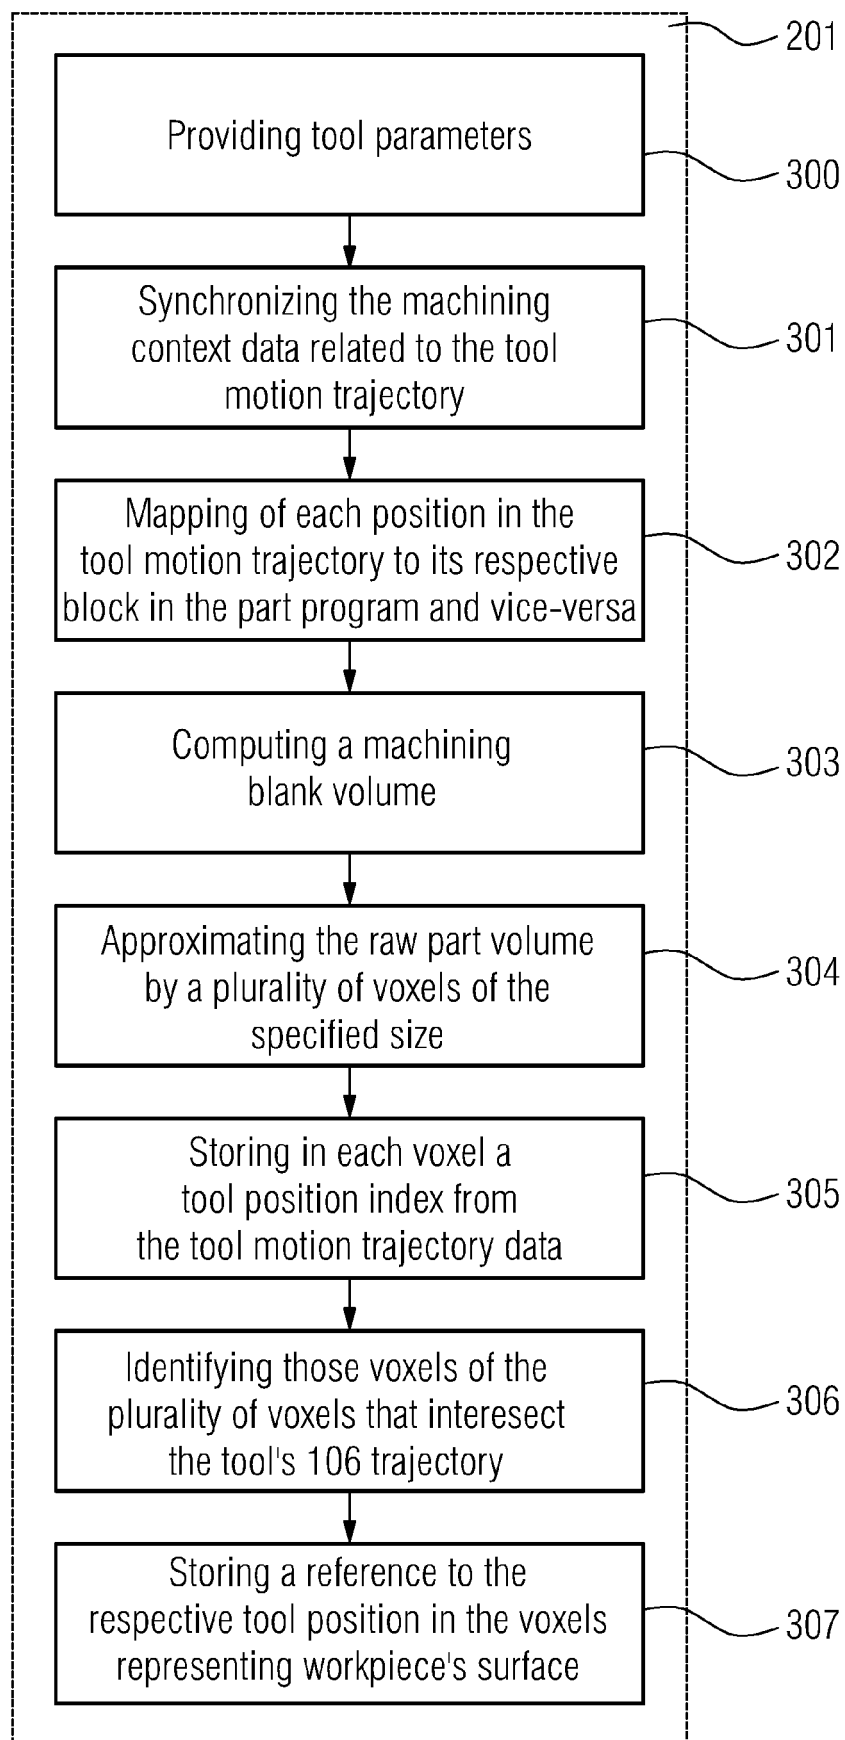 201
Providing tool parameters
300
Synchronizing the machining
context data related to the tool
motion trajectory
301
Mapping of each position in the
tool motion trajectory to its respective
block in the part program and vice-versa
302
Computing a machining
blank volume
303
Approximating the raw part volume
by a plurality of voxels of the
specified size
304
Storing in each voxel a
tool position index from
the tool motion trajectory data
305
Identifying those voxels of the
plurality of voxels that interesect
the tool's 106 trajectory
306
Storing a reference to the
respective tool position in the voxels
representing workpiece's surface
307